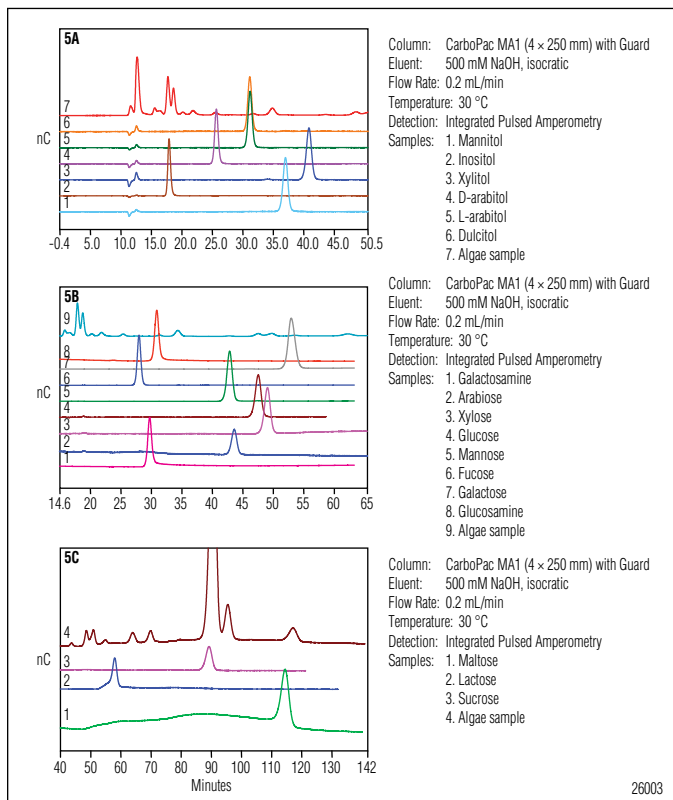 5A
7
6
5
nC
4
3
2
1
-0.4 5.0 10.0 15.0 20.0 25.0 30.0 35.0 40.0 45.0 50.5
Column: CarboPac MA1 (4 × 250 mm) with Guard
Eluent: 500 mM NaOH, isocratic
Flow Rate: 0.2 mL/min
Temperature: 30 °C
Detection: Integrated Pulsed Amperometry
Samples: 1. Mannitol
2. Inositol
3. Xylitol
4. D-arabitol
5. L-arabitol
6. Dulcitol
7. Algae sample
5B
9
8
7
nC
6
5
4
3
2
1
14.6 20 25 30 35 40 45 50 55 60 65
Column: CarboPac MA1 (4 × 250 mm) with Guard
Eluent: 500 mM NaOH, isocratic
Flow Rate: 0.2 mL/min
Temperature: 30 °C
Detection: Integrated Pulsed Amperometry
Samples: 1. Galactosamine
2. Arabiose
3. Xylose
4. Glucose
5. Mannose
6. Fucose
7. Galactose
8. Glucosamine
9. Algae sample
5C
4
nC
3
2
1
40 50 60 70 80 90 100 110 120 130 142
Minutes
Column: CarboPac MA1 (4 × 250 mm) with Guard
Eluent: 500 mM NaOH, isocratic
Flow Rate: 0.2 mL/min
Temperature: 30 °C
Detection: Integrated Pulsed Amperometry
Samples: 1. Maltose
2. Lactose
3. Sucrose
4. Algae sample
26003